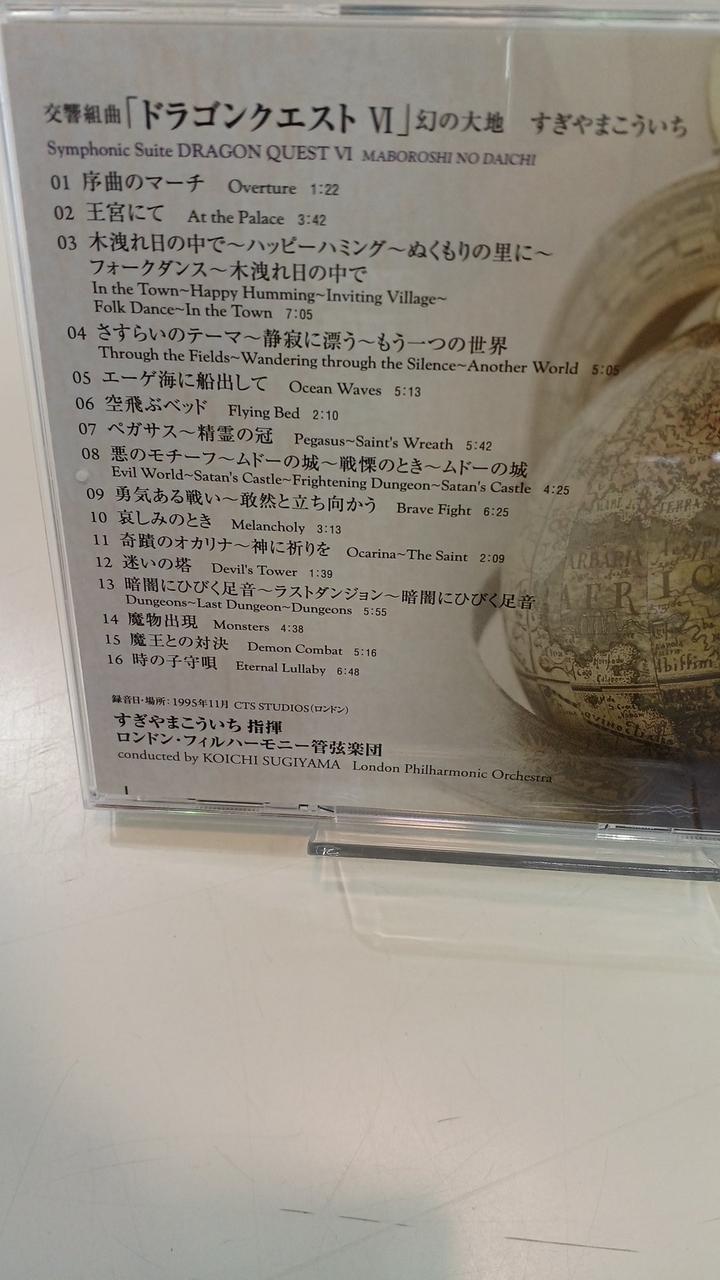 交響組曲「ドラゴンクエスト VI」幻の大地 すぎやまこういち
Symphonic Suite DRAGON QUEST VI MABOROSHI NO DAICHI
01 序曲のマーチ Overture 1:22
02 王宮にて At the Palace 3:42
03 木洩れ日の中で～ハッピーハミング～ぬくもりの里に～
フォークダンス～木洩れ日の中で
In the Town~Happy Humming~Inviting Village~
Folk Dance~In the Town 7:05
04 さすらいのテーマ～静寂に漂う～もう一つの世界
Through the Fields~Wandering through the Silence~Another World 5:05
05 エーゲ海に船出して Ocean Waves 5:13
06 空飛ぶベッド Flying Bed 2:10
07 ペガサス～精霊の冠 Pegasus~Saint's Wreath 5:42
08 悪のモチーフ～ムドーの城～戦慄のとき～ムドーの城
Evil World~Satan's Castle~Frightening Dungeon~Satan's Castle 4:25
09 勇気ある戦い～敢然と立ち向かう Brave Fight 6:25
10 哀しみのとき Melancholy 3:13
11 奇蹟のオカリナ～神に祈りを Ocarina~The Saint 2:09
12 迷いの塔 Devil's Tower 1:39
13 暗闇にひびく足音～ラストダンジョン～暗闇にひびく足音
Dungeons~Last Dungeon~Dungeons 5:55
14 魔物出現 Monsters 4:38
15 魔王との対決 Demon Combat 5:16
16 時の子守唄 Eternal Lullaby 6:48
録音日・場所：1995年11月 CTS STUDIOS（ロンドン）
すぎやまこういち 指揮
ロンドン・フィルハーモニー管弦楽団
conducted by KOICHI SUGIYAMA London Philharmonic Orchestra
BARBARIA
AFRIC